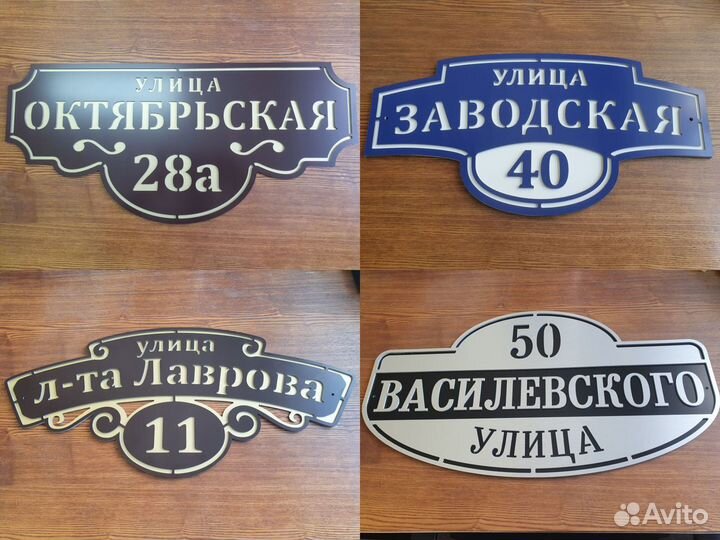 УЛИЦА
ОКТЯБРЬСКАЯ
28а
УЛИЦА
ЗАВОДСКАЯ
40
улица
л-та Лаврова
11
50
ВАСИЛЕВСКОГО
УЛИЦА
Avito